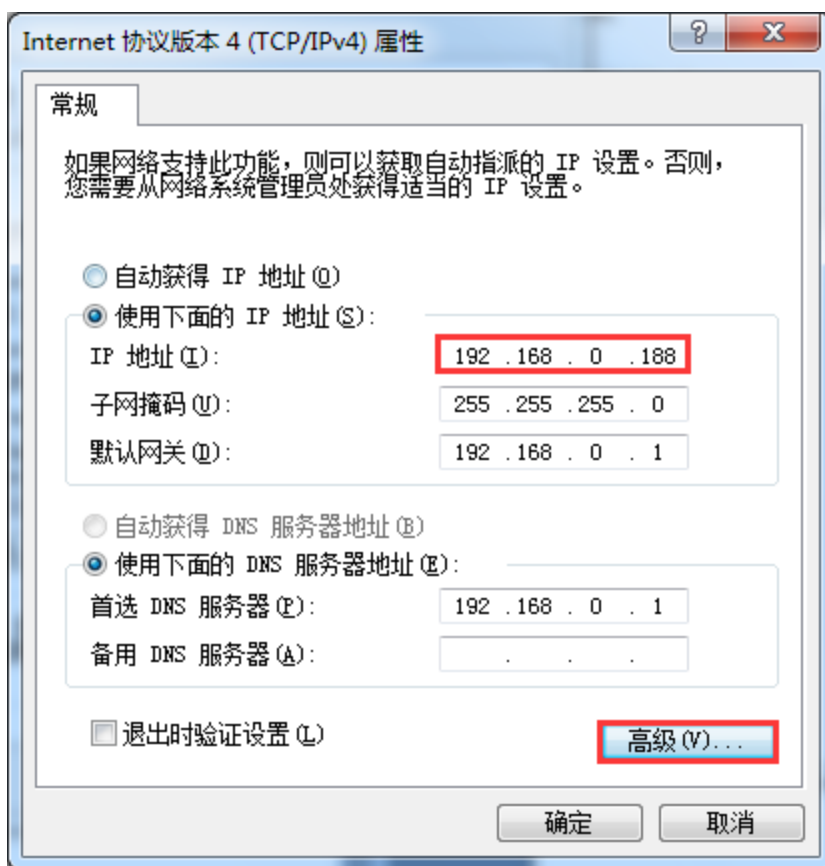 Internet 协议版本 4 (TCP/IPv4) 属性
?
常规
如果网络支持此功能，则可以获取自动指派的 IP 设置。否则，
您需要从网络系统管理员处获得适当的 IP 设置。
自动获得 IP 地址(O)
使用下面的 IP 地址(S):
IP 地址(I): 192 .168 . 0 .188
子网掩码(U): 255 .255 .255 . 0
默认网关(D): 192 .168 . 0 . 1
自动获得 DNS 服务器地址(B)
使用下面的 DNS 服务器地址(E):
首选 DNS 服务器(P): 192 .168 . 0 . 1
备用 DNS 服务器(A): . . .
退出时验证设置(L)
高级(V)...
确定 取消